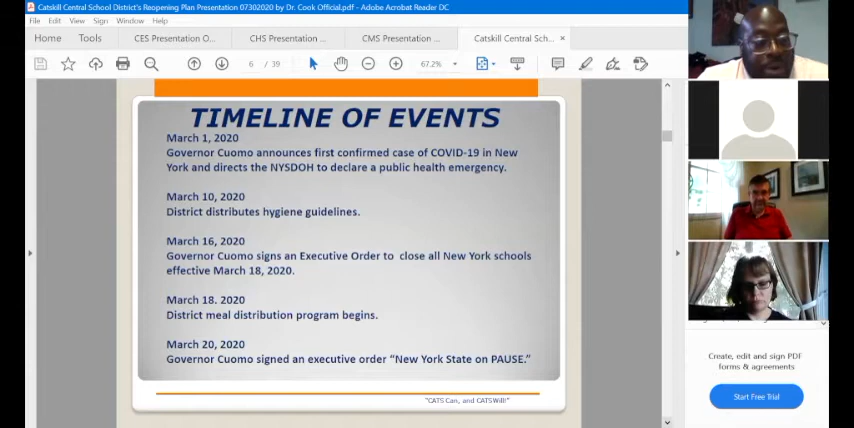 Catskill Central School District's Reopening Plan Presentation 07302020 by Dr. Cook Official.pdf - Adobe Acrobat Reader DC
File Edit View Sign Window Help
Home Tools CES Presentation O... CHS Presentation ... CMS Presentation ... Catskill Central Sch... ×
6 / 39 67.2%
TIMELINE OF EVENTS
March 1, 2020
Governor Cuomo announces first confirmed case of COVID-19 in New
York and directs the NYSDOH to declare a public health emergency.
March 10, 2020
District distributes hygiene guidelines.
March 16, 2020
Governor Cuomo signs an Executive Order to close all New York schools
effective March 18, 2020.
March 18. 2020
District meal distribution program begins.
March 20, 2020
Governor Cuomo signed an executive order “New York State on PAUSE.”
"CATS Can, and CATS Will!"
Create, edit and sign PDF
forms & agreements
Start Free Trial